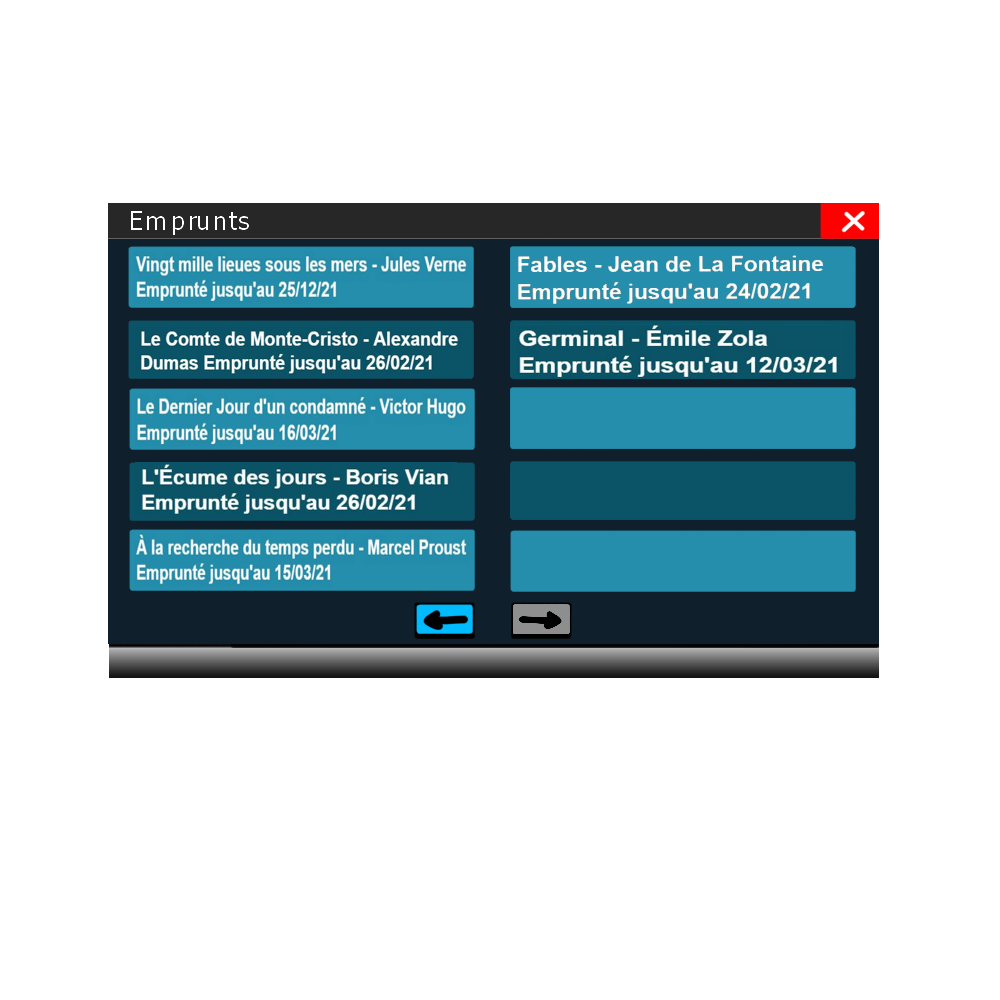 Emprunts
Vingt mille lieues sous les mers - Jules Verne
Emprunté jusqu'au 25/12/21
Le Comte de Monte-Cristo - Alexandre
Dumas Emprunté jusqu'au 26/02/21
Le Dernier Jour d'un condamné - Victor Hugo
Emprunté jusqu'au 16/03/21
L'Écume des jours - Boris Vian
Emprunté jusqu'au 26/02/21
À la recherche du temps perdu - Marcel Proust
Emprunté jusqu'au 15/03/21
Fables - Jean de La Fontaine
Emprunté jusqu'au 24/02/21
Germinal - Émile Zola
Emprunté jusqu'au 12/03/21